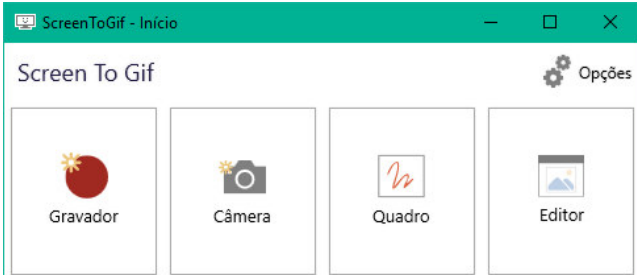 ScreenToGif - Início
Screen To Gif
Opções
Gravador
Câmera
Quadro
Editor